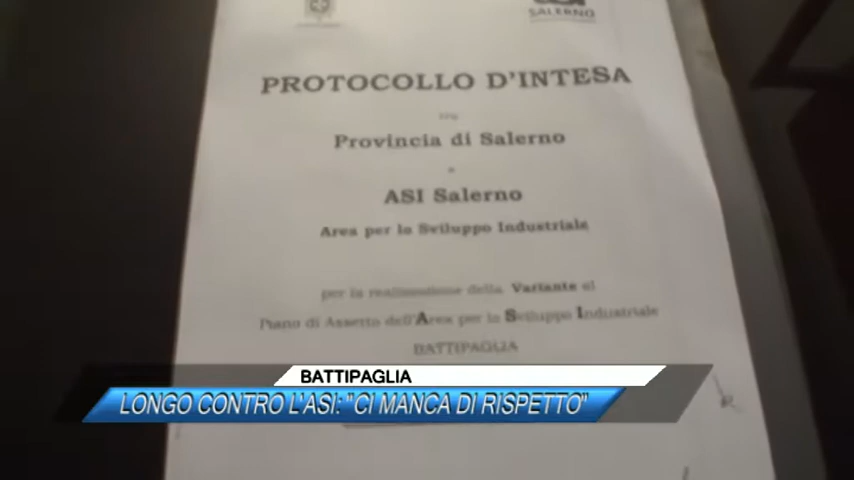 SALERNO
PROTOCOLLO D'INTESA
tra
Provincia di Salerno
e
ASI Salerno
Area per lo Sviluppo Industriale
per la realizzazione della Variante al
Piano di Assetto dell'Area per lo Sviluppo Industriale
BATTIPAGLIA
BATTIPAGLIA
LONGO CONTRO L'ASI: "CI MANCA DI RISPETTO"